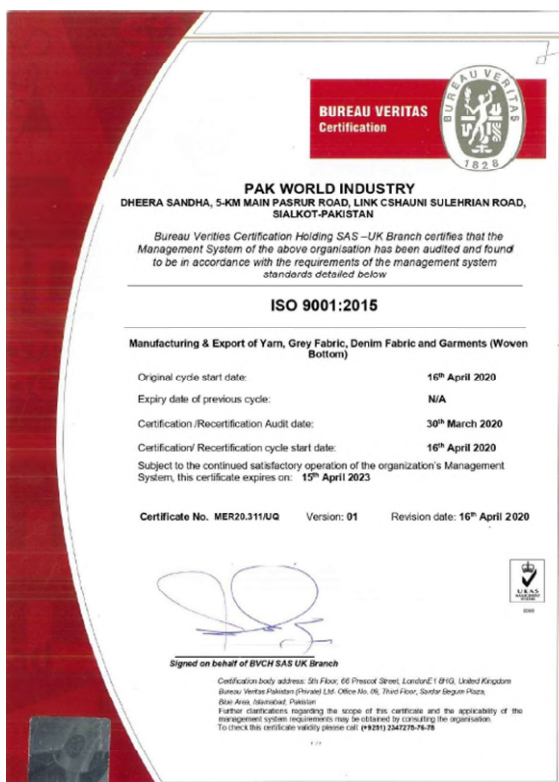 BUREAU VERITAS
Certification
BUREAU VERITAS
1828
PAK WORLD INDUSTRY
DHEERA SANDHA, 5-KM MAIN PASRUR ROAD, LINK CSHAUNI SULEHRIAN ROAD,
SIALKOT-PAKISTAN
Bureau Verities Certification Holding SAS –UK Branch certifies that the
Management System of the above organisation has been audited and found
to be in accordance with the requirements of the management system
standards detailed below
ISO 9001:2015
Manufacturing & Export of Yarn, Grey Fabric, Denim Fabric and Garments (Woven
Bottom)
Original cycle start date: 16th April 2020
Expiry date of previous cycle: N/A
Certification /Recertification Audit date: 30th March 2020
Certification/ Recertification cycle start date: 16th April 2020
Subject to the continued satisfactory operation of the organization's Management
System, this certificate expires on: 15th April 2023
Certificate No. MER20.311/UQ Version: 01 Revision date: 16th April 2020
UKAS
MANAGEMENT
SYSTEMS
Signed on behalf of BVCH SAS UK Branch
Certification body address: 5th Floor, 66 Prescot Street, LondonE1 8HG, United Kingdom
Bureau Veritas Pakistan (Private) Ltd. Office No. 09, Third Floor, Sardar Begum Plaza,
Blue Area, Islamabad, Pakistan
Further clarifications regarding the scope of this certificate and the applicability of the
management system requirements may be obtained by consulting the organisation.
To check this certificate validity please call: (+9251) 2347275-76-78